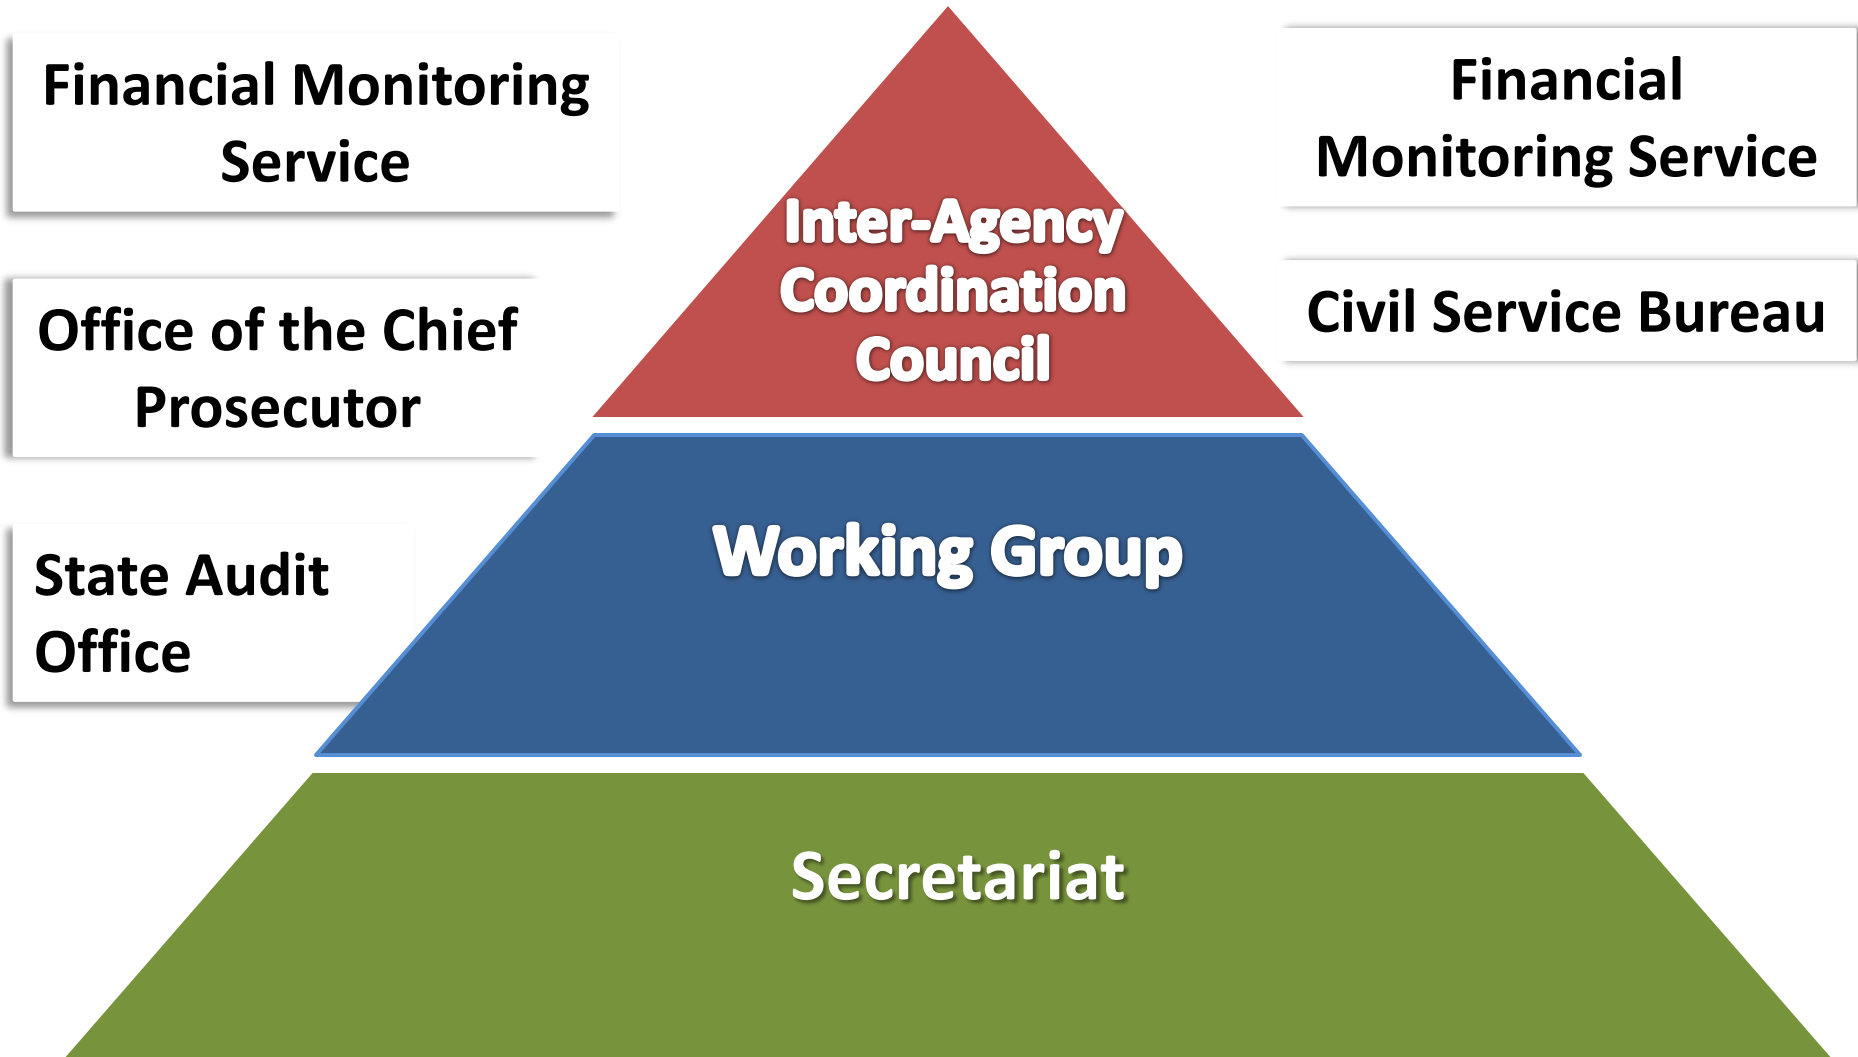 Financial Monitoring
Service
Office of the Chief
Prosecutor
State Audit
Office
Inter-Agency
Coordination
Council
Working Group
Secretariat
Financial
Monitoring Service
Civil Service Bureau